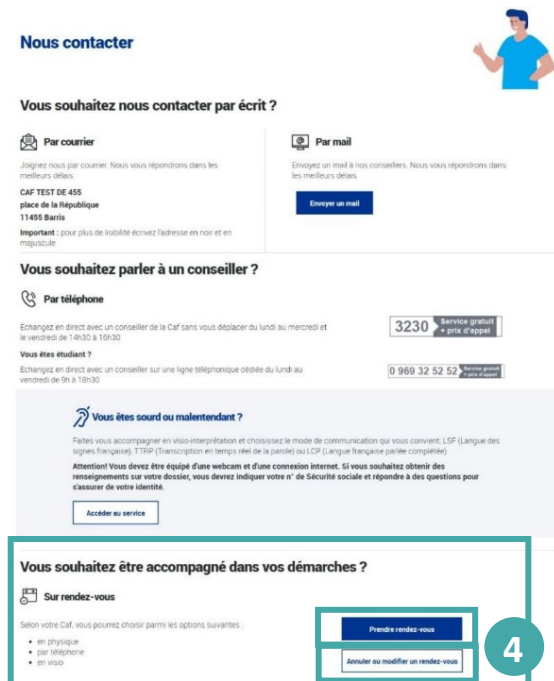 Nous contacter
Vous souhaitez nous contacter par écrit ?
Par courrier
Joignez nous par courrier. Nous vous répondrons dans les
meilleurs délais.
CAF TEST DE 455
place de la République
11455 Barris
Important : pour plus de lisibilité écrivez l'adresse en noir et en
majuscule
Par mail
Envoyez un mail à nos conseillers. Nous vous répondrons dans
les meilleurs délais.
Envoyer un mail
Vous souhaitez parler à un conseiller ?
Par téléphone
Echangez en direct avec un conseiller de la Caf sans vous déplacer du lundi au mercredi et
le vendredi de 14h30 à 16h30
3230 Service gratuit
+ prix d'appel
Vous êtes étudiant ?
Echangez en direct avec un conseiller sur une ligne téléphonique dédiée du lundi au
vendredi de 9h à 18h30
0 969 32 52 52 Service gratuit
+ prix d'appel
Vous êtes sourd ou malentendant ?
Faites vous accompagner en visio-interprétation et choisissez le mode de communication qui vous convient; LSF (Langue des
signes française), TTRP (Transcription en temps réel de la parole) ou LCP (Langue française parlée complétée).
Attention! Vous devez être équipé d'une webcam et d'une connexion internet. Si vous souhaitez obtenir des
renseignements sur votre dossier, vous devrez indiquer votre n° de Sécurité sociale et répondre à des questions pour
s'assurer de votre identité.
Accéder au service
Vous souhaitez être accompagné dans vos démarches ?
Sur rendez-vous
Selon votre Caf, vous pourrez choisir parmi les options suivantes :
• en physique
• par téléphone
• en visio
Prendre rendez-vous
Annuler ou modifier un rendez-vous
4